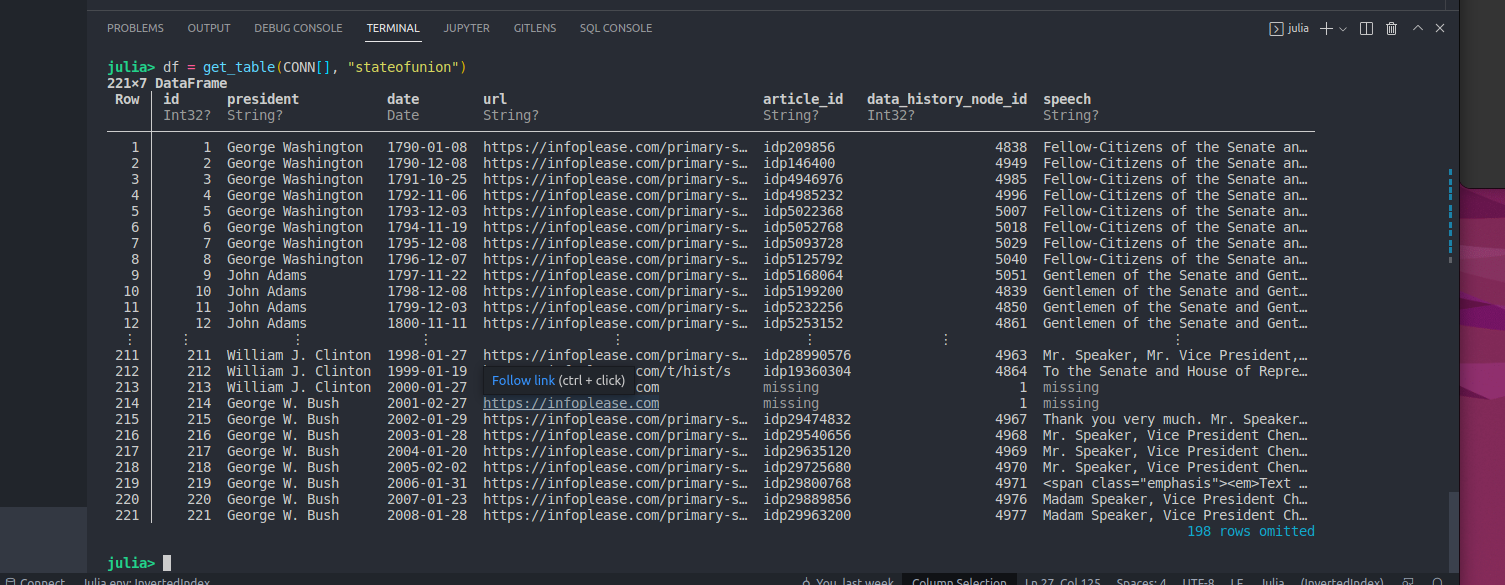 PROBLEMS OUTPUT DEBUG CONSOLE TERMINAL JUPYTER GITLENS SQL CONSOLE julia
julia> df = get_table(CONN[], "stateofunion")
221×7 DataFrame
Row id president date url article_id data_history_node_id speech
Int32? String? Date String? String? Int32? String?
1 1 George Washington 1790-01-08 https://infoplease.com/primary-s… idp209856 4838 Fellow-Citizens of the Senate an…
2 2 George Washington 1790-12-08 https://infoplease.com/primary-s… idp146400 4949 Fellow-Citizens of the Senate an…
3 3 George Washington 1791-10-25 https://infoplease.com/primary-s… idp4946976 4985 Fellow-Citizens of the Senate an…
4 4 George Washington 1792-11-06 https://infoplease.com/primary-s… idp4985232 4996 Fellow-Citizens of the Senate an…
5 5 George Washington 1793-12-03 https://infoplease.com/primary-s… idp5022368 5007 Fellow-Citizens of the Senate an…
6 6 George Washington 1794-11-19 https://infoplease.com/primary-s… idp5052768 5018 Fellow-Citizens of the Senate an…
7 7 George Washington 1795-12-08 https://infoplease.com/primary-s… idp5093728 5029 Fellow-Citizens of the Senate an…
8 8 George Washington 1796-12-07 https://infoplease.com/primary-s… idp5125792 5040 Fellow-Citizens of the Senate an…
9 9 John Adams 1797-11-22 https://infoplease.com/primary-s… idp5168064 5051 Gentlemen of the Senate and Gent…
10 10 John Adams 1798-12-08 https://infoplease.com/primary-s… idp5199200 4839 Gentlemen of the Senate and Gent…
11 11 John Adams 1799-12-03 https://infoplease.com/primary-s… idp5232256 4850 Gentlemen of the Senate and Gent…
12 12 John Adams 1800-11-11 https://infoplease.com/primary-s… idp5253152 4861 Gentlemen of the Senate and Gent…
⋮ ⋮ ⋮ ⋮ ⋮ ⋮ ⋮ ⋮
211 211 William J. Clinton 1998-01-27 https://infoplease.com/primary-s… idp28990576 4963 Mr. Speaker, Mr. Vice President,…
212 212 William J. Clinton 1999-01-19 com/t/hist/s idp19360304 4864 To the Senate and House of Repre…
Follow link (ctrl + click)
213 213 William J. Clinton 2000-01-27 com missing 1 missing
214 214 George W. Bush 2001-02-27 https://infoplease.com missing 1 missing
215 215 George W. Bush 2002-01-29 https://infoplease.com/primary-s… idp29474832 4967 Thank you very much. Mr. Speaker…
216 216 George W. Bush 2003-01-28 https://infoplease.com/primary-s… idp29540656 4968 Mr. Speaker, Vice President Chen…
217 217 George W. Bush 2004-01-20 https://infoplease.com/primary-s… idp29635120 4969 Mr. Speaker, Vice President Chen…
218 218 George W. Bush 2005-02-02 https://infoplease.com/primary-s… idp29725680 4970 Mr. Speaker, Vice President Chen…
219 219 George W. Bush 2006-01-31 https://infoplease.com/primary-s… idp29800768 4971 <span class="emphasis"><em>Text …
220 220 George W. Bush 2007-01-23 https://infoplease.com/primary-s… idp29889856 4976 Madam Speaker, Vice President Ch…
221 221 George W. Bush 2008-01-28 https://infoplease.com/primary-s… idp29963200 4977 Madam Speaker, Vice President Ch…
198 rows omitted
julia>
Connect Julia env: InvertedIndex You, last week Column Selection Ln 27, Col 125 Spaces: 4 UTF-8 LF Julia (InvertedIndex)